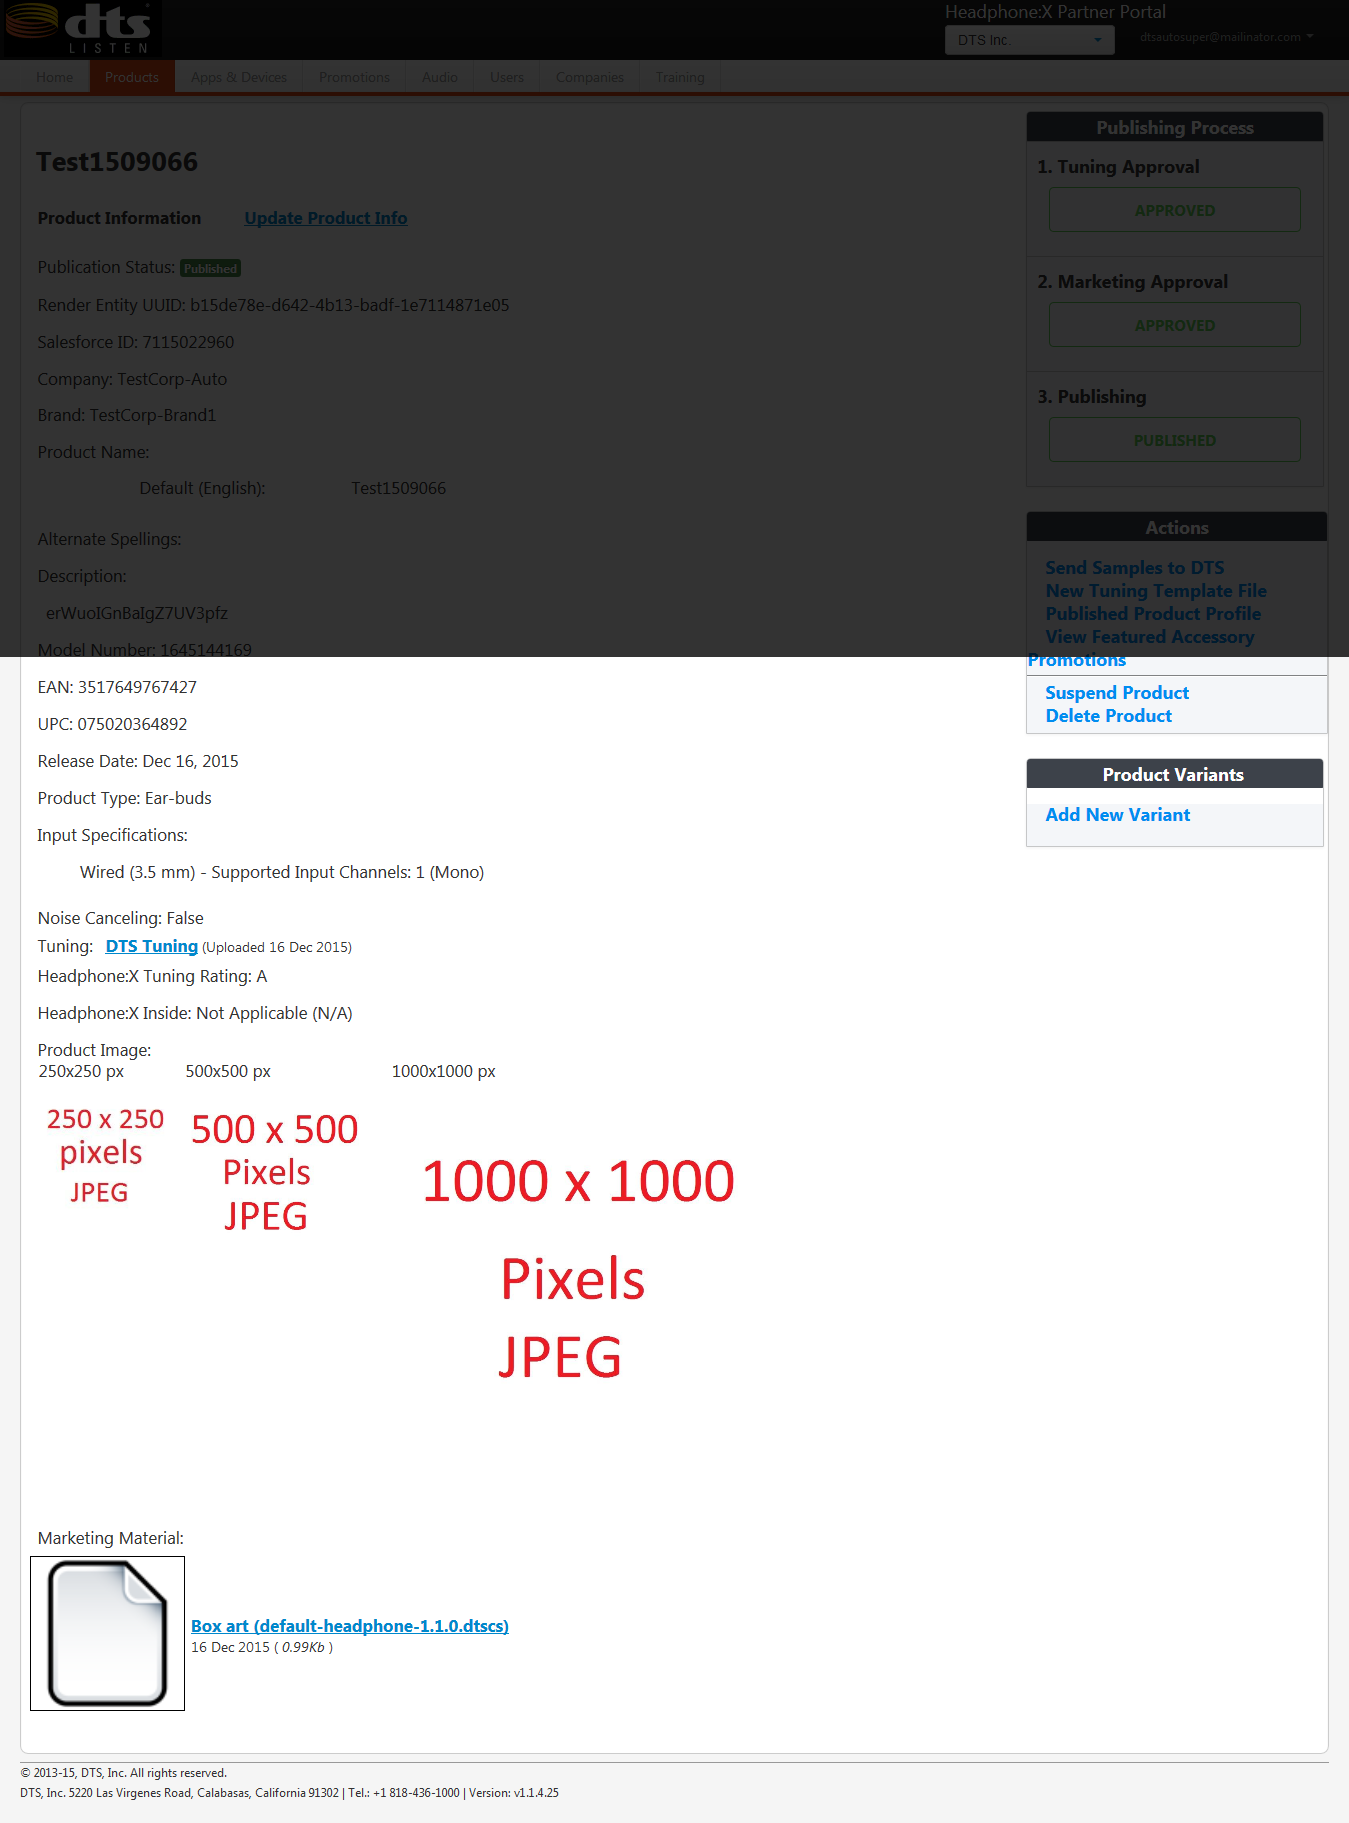 dts
LISTEN
Headphone:X Partner Portal
DTS Inc.
dtsautosuper@mailinator.com
Home
Products
Apps & Devices
Promotions
Audio
Users
Companies
Training
Test1509066
Product Information
Update Product Info
Publication Status: Published
Render Entity UUID: b15de78e-d642-4b13-badf-1e7114871e05
Salesforce ID: 7115022960
Company: TestCorp-Auto
Brand: TestCorp-Brand1
Product Name:
Default (English): Test1509066
Alternate Spellings:
Description:
erWuoIGnBaIgZ7UV3pfz
Model Number: 1645144169
EAN: 3517649767427
UPC: 075020364892
Release Date: Dec 16, 2015
Product Type: Ear-buds
Input Specifications:
Wired (3.5 mm) - Supported Input Channels: 1 (Mono)
Noise Canceling: False
Tuning: DTS Tuning (Uploaded 16 Dec 2015)
Headphone:X Tuning Rating: A
Headphone:X Inside: Not Applicable (N/A)
Product Image:
250x250 px
500x500 px
1000x1000 px
250 x 250
pixels
JPEG
500 x 500
Pixels
JPEG
1000 x 1000
Pixels
JPEG
Marketing Material:
Box art (default-headphone-1.1.0.dtscs)
16 Dec 2015 ( 0.99Kb )
Publishing Process
1. Tuning Approval
APPROVED
2. Marketing Approval
APPROVED
3. Publishing
PUBLISHED
Actions
Send Samples to DTS
New Tuning Template File
Published Product Profile
View Featured Accessory
Promotions
Suspend Product
Delete Product
Product Variants
Add New Variant
© 2013-15, DTS, Inc. All rights reserved.
DTS, Inc. 5220 Las Virgenes Road, Calabasas, California 91302 | Tel.: +1 818-436-1000 | Version: v1.1.4.25